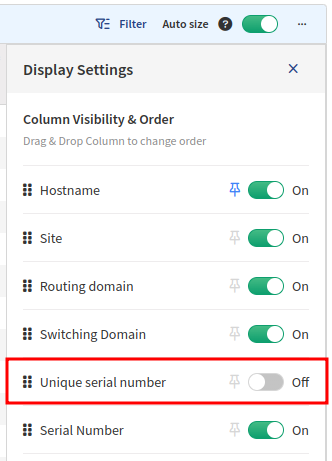 Filter Auto size ? ...
Display Settings
Column Visibility & Order
Drag & Drop Column to change order
Hostname On
Site On
Routing domain On
Switching Domain On
Unique serial number Off
Serial Number On